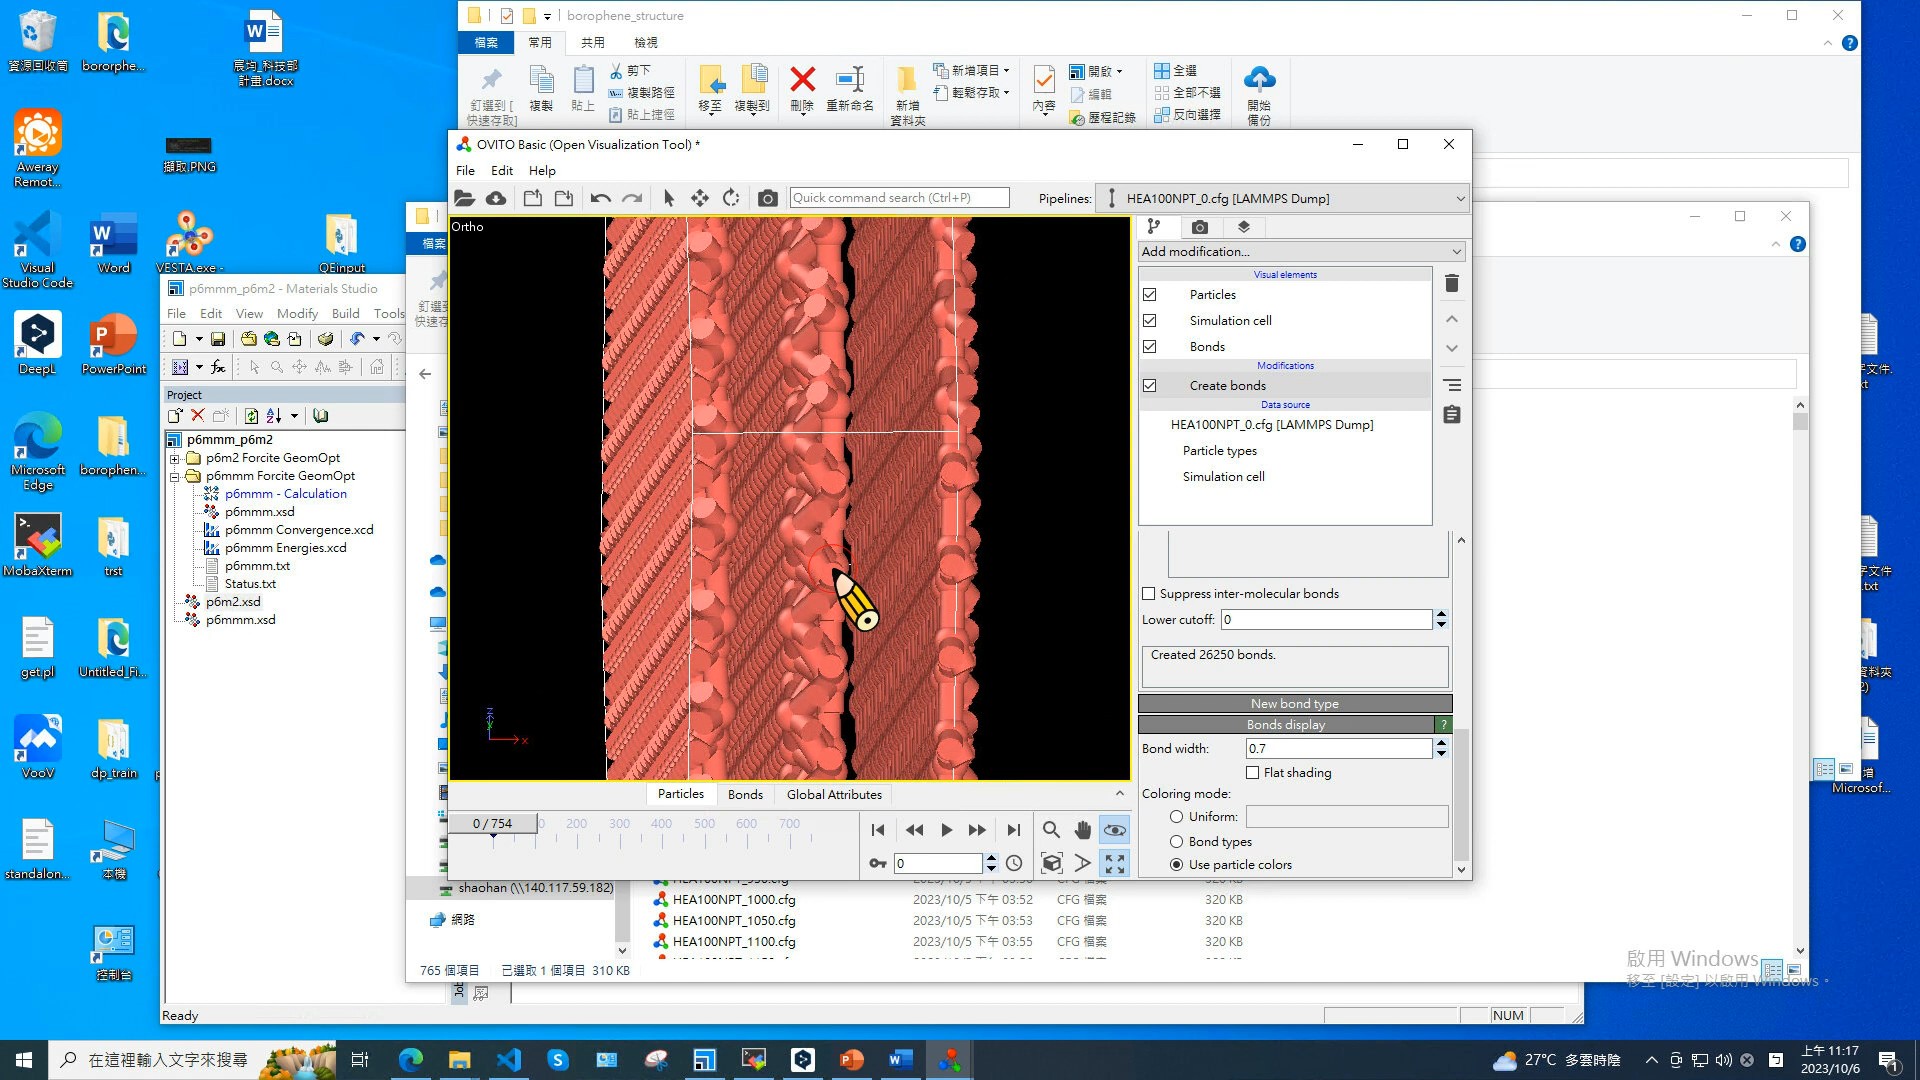 資源回收筒
bororphe...
宸均_科技部
計畫.docx
Aweray
Remot...
擷取.PNG
Visual
Studio Code
Word
VESTA.exe -
QEinput
DeepL
PowerPoint
Microsoft
Edge
borophen...
MobaXterm
trst
get.pl
Untitled_Fi...
VooV
dp_train
standalon...
本機
控制台
borophene_structure
檔案
常用
共用
檢視
釘選到 [
快速存取]
複製
貼上
剪下
複製路徑
貼上捷徑
移至
複製到
刪除
重新命名
新增
資料夾
新增項目
輕鬆存取
內容
開啟
編輯
歷程記錄
全選
全部不選
反向選擇
開始
備份
p6mmm_p6m2 - Materials Studio
File Edit View Modify Build Tools
Project
p6mmm_p6m2
p6m2 Forcite GeomOpt
p6mmm Forcite GeomOpt
p6mmm - Calculation
p6mmm.xsd
p6mmm Convergence.xcd
p6mmm Energies.xcd
p6mmm.txt
Status.txt
p6m2.xsd
p6mmm.xsd
Ready
NUM
檔案
OVITO Basic (Open Visualization Tool) *
File Edit Help
Quick command search (Ctrl+P)
Pipelines:
HEA100NPT_0.cfg [LAMMPS Dump]
Ortho
z
x
Add modification...
Visual elements
Particles
Simulation cell
Bonds
Modifications
Create bonds
Data source
HEA100NPT_0.cfg [LAMMPS Dump]
Particle types
Simulation cell
Suppress inter-molecular bonds
Lower cutoff: 0
Created 26250 bonds.
New bond type
Bonds display
?
Bond width: 0.7
Flat shading
Coloring mode:
Uniform:
Bond types
Use particle colors
Particles Bonds Global Attributes
0 / 754
0 200 300 400 500 600 700
0
shaohan (\\140.117.59.182)
網路
HEA100NPT_1000.cfg 2023/10/5 下午 03:52 CFG 檔案 320 KB
HEA100NPT_1050.cfg 2023/10/5 下午 03:53 CFG 檔案 320 KB
HEA100NPT_1100.cfg 2023/10/5 下午 03:55 CFG 檔案 320 KB
765 個項目 已選取 1 個項目 310 KB
Job
Microsof...
啟用 Windows
移至 [設定] 以啟用 Windows。
在這裡輸入文字來搜尋
27°C 多雲時陰
上午 11:17
2023/10/6
1